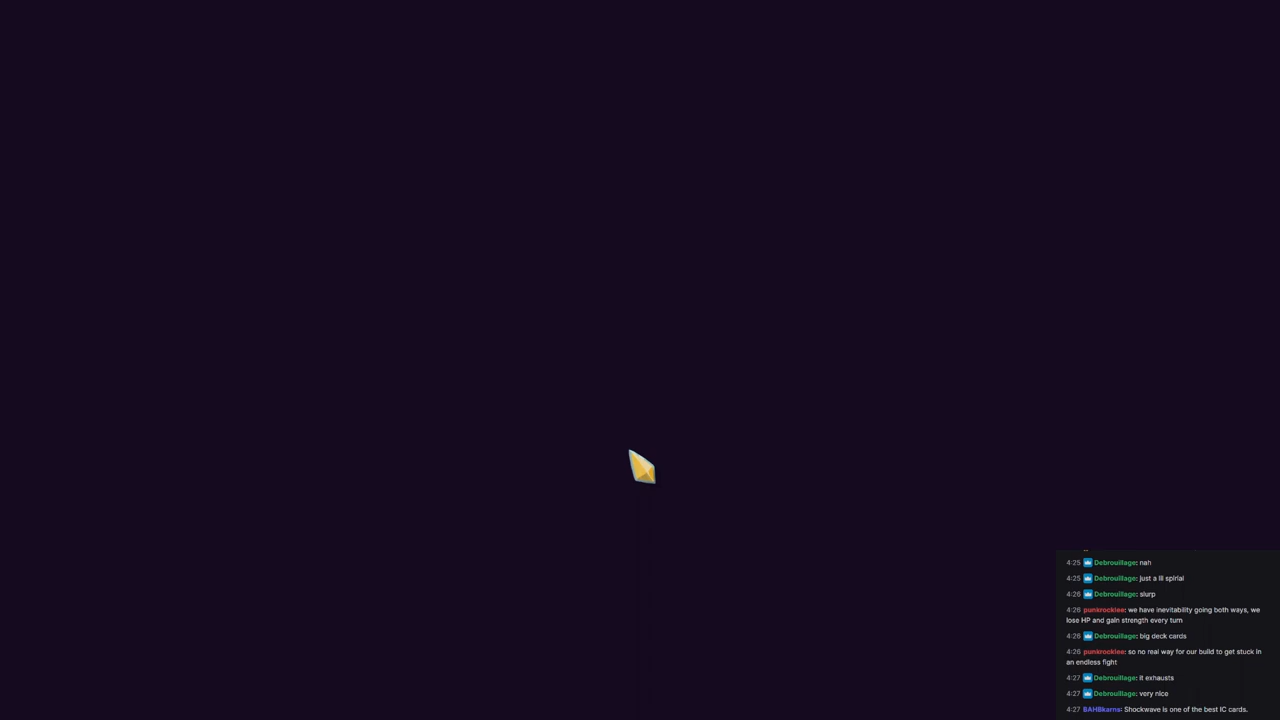 4:25 Debrouillage: nah
4:25 Debrouillage: just a lil spirial
4:26 Debrouillage: slurp
4:26 punkrocklee: we have inevitability going both ways, we
lose HP and gain strength every turn
4:26 Debrouillage: big deck cards
4:26 punkrocklee: so no real way for our build to get stuck in
an endless fight
4:27 Debrouillage: it exhausts
4:27 Debrouillage: very nice
4:27 BAHBkarns: Shockwave is one of the best IC cards.